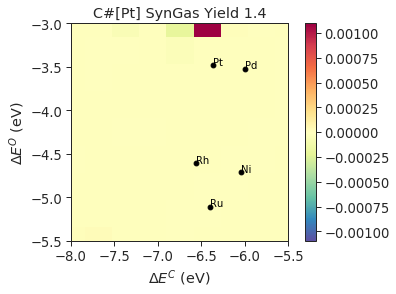 C#[Pt] SynGas Yield 1.4
−3.0
−3.5
−4.0
−4.5
−5.0
−5.5
ΔE^O (eV)
Pt
Pd
Rh
Ni
Ru
−8.0 −7.5 −7.0 −6.5 −6.0 −5.5
ΔE^C (eV)
0.00100
0.00075
0.00050
0.00025
0.00000
−0.00025
−0.00050
−0.00075
−0.00100